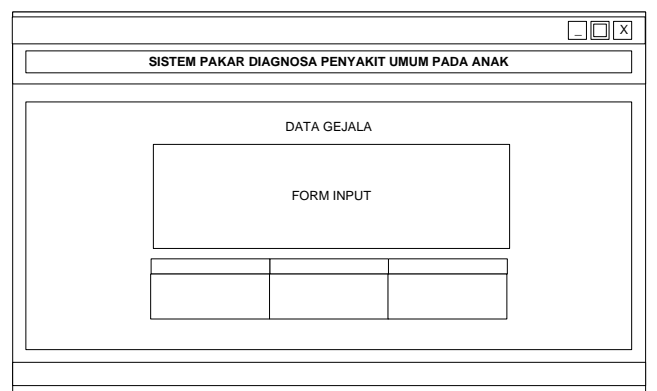 _ X
SISTEM PAKAR DIAGNOSA PENYAKIT UMUM PADA ANAK
DATA GEJALA
FORM INPUT